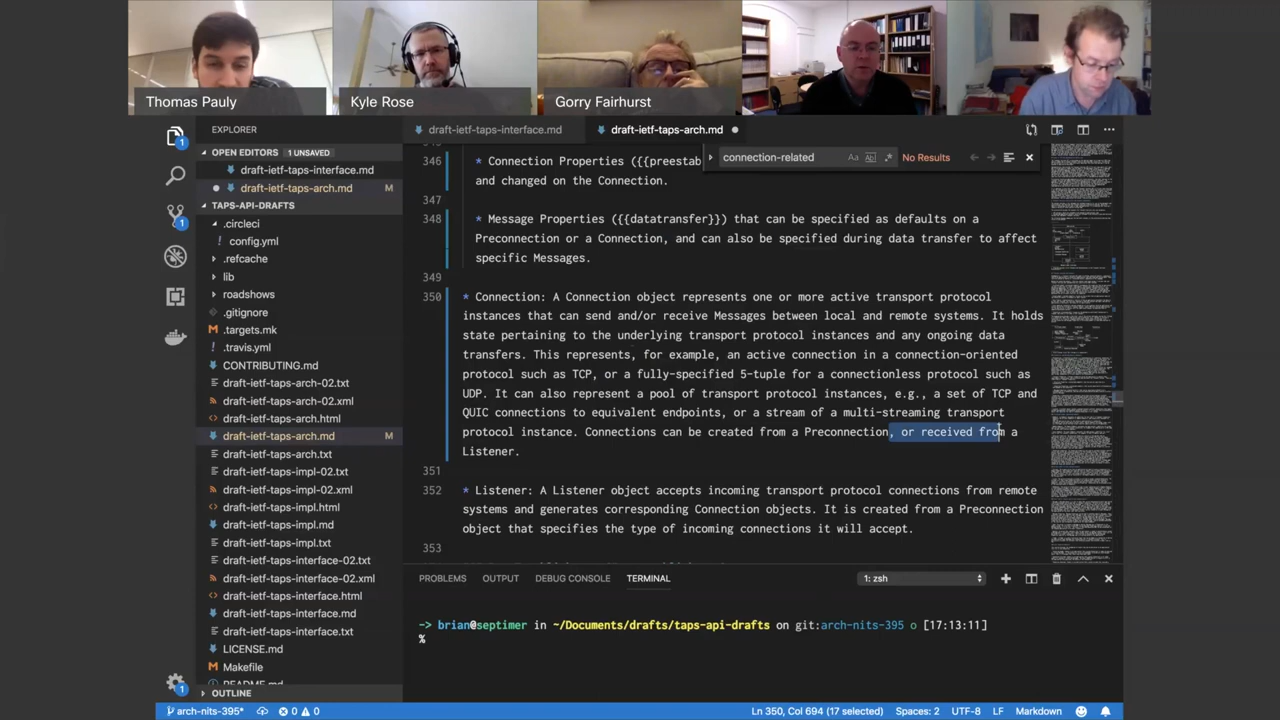 Thomas Pauly
Kyle Rose
Gorry Fairhurst
EXPLORER
OPEN EDITORS 1 UNSAVED
draft-ietf-taps-interface.md
draft-ietf-taps-arch.md M
TAPS-API-DRAFTS
.circleci
config.yml
.refcache
lib
roadshows
.gitignore
.targets.mk
.travis.yml
CONTRIBUTING.md
draft-ietf-taps-arch-02.txt
draft-ietf-taps-arch-02.xml
draft-ietf-taps-arch.html
draft-ietf-taps-arch.md M
draft-ietf-taps-arch.txt
draft-ietf-taps-impl-02.txt
draft-ietf-taps-impl-02.xml
draft-ietf-taps-impl.html
draft-ietf-taps-impl.md
draft-ietf-taps-impl.txt
draft-ietf-taps-interface-02.xml
draft-ietf-taps-interface.html
draft-ietf-taps-interface.md
draft-ietf-taps-interface.txt
LICENSE.md
Makefile
OUTLINE
draft-ietf-taps-interface.md draft-ietf-taps-arch.md
connection-related Aa Abl .* No Results
346 * Connection Properties ({{preestab
and changed on the Connection.
347
348 * Message Properties ({{datatransfer}}) that can be specified as defaults on a
Preconnection or a Connection, and can also be specified during data transfer to affect
specific Messages.
349
350 * Connection: A Connection object represents one or more active transport protocol
instances that can send and/or receive Messages between local and remote systems. It holds
state pertaining to the underlying transport protocol instances and any ongoing data
transfers. This represents, for example, an active connection in a connection-oriented
protocol such as TCP, or a fully-specified 5-tuple for a connectionless protocol such as
UDP. It can also represent a pool of transport protocol instances, e.g., a set of TCP and
QUIC connections to equivalent endpoints, or a stream of a multi-streaming transport
protocol instance. Connections can be created from a Preconnection, or received from a
Listener.
351
352 * Listener: A Listener object accepts incoming transport protocol connections from remote
systems and generates corresponding Connection objects. It is created from a Preconnection
object that specifies the type of incoming connections it will accept.
353
PROBLEMS OUTPUT DEBUG CONSOLE TERMINAL 1: zsh
-> brian@septimer in ~/Documents/drafts/taps-api-drafts on git:arch-nits-395 o [17:13:11]
%
arch-nits-395* 0 0 Ln 350, Col 694 (17 selected) Spaces: 2 UTF-8 LF Markdown